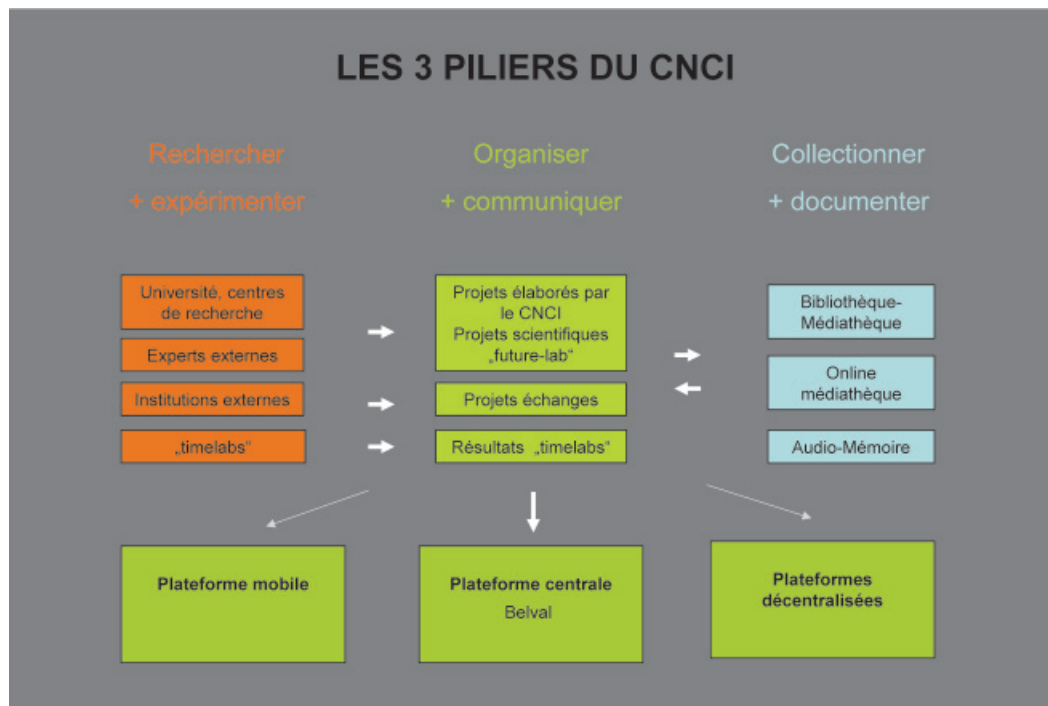 LES 3 PILIERS DU CNCI
Rechercher
+ expérimenter
Organiser
+ communiquer
Collectionner
+ documenter
Université, centres
de recherche
Experts externes
Institutions externes
„timelabs“
Projets élaborés par
le CNCI
Projets scientifiques
„future-lab“
Projets échanges
Résultats „timelabs“
Bibliothèque-
Médiathèque
Online
médiathèque
Audio-Mémoire
Plateforme mobile
Plateforme centrale
Belval
Plateformes
décentralisées